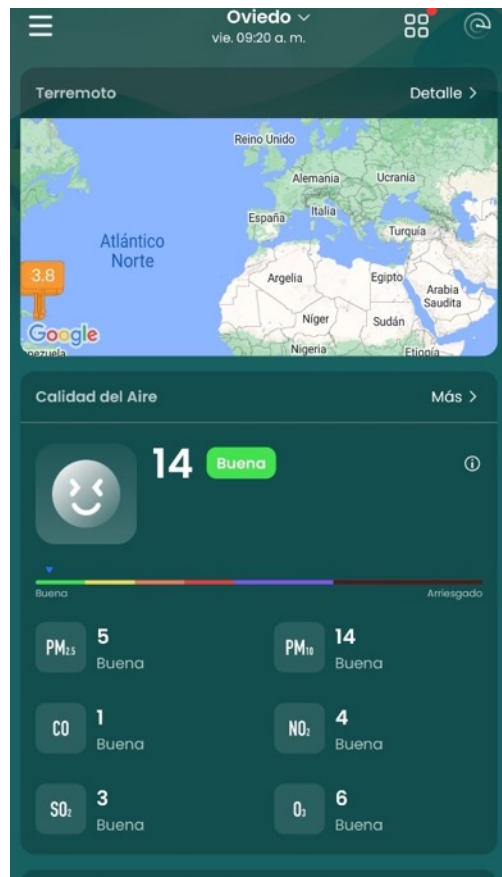 Oviedo
vie. 09:20 a. m.
Terremoto
Detalle >
Reino Unido
Alemania
Ucrania
España
Italia
Turquía
Atlántico
Norte
3.8
Argelia
Egipto
Arabia
Saudita
Google
Níger
Sudán
Nigeria
Etiopía
Calidad del Aire
Más >
14
Buena
Buena
Arriesgado
PM2.5
5
Buena
PM10
14
Buena
CO
1
Buena
NO2
4
Buena
SO2
3
Buena
O3
6
Buena